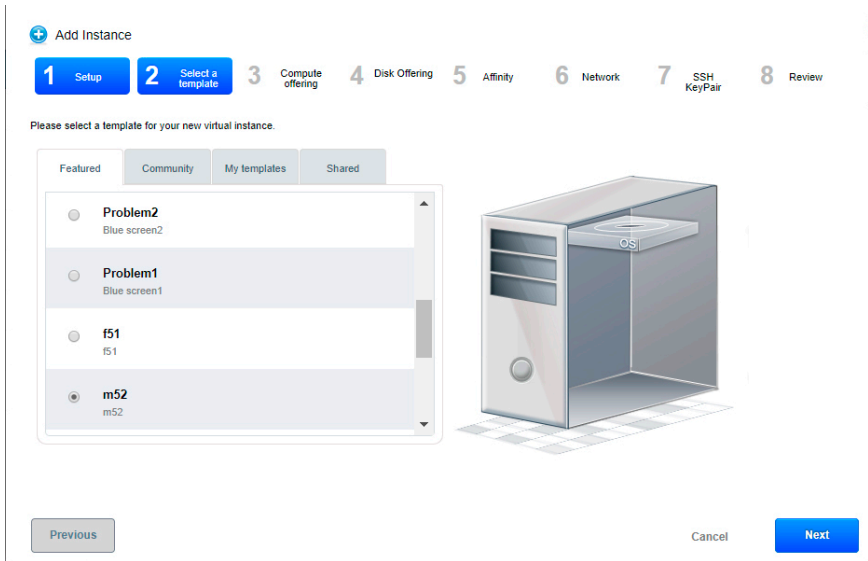 Add Instance
1 Setup 2 Select a template 3 Compute offering 4 Disk Offering 5 Affinity 6 Network 7 SSH KeyPair 8 Review
Please select a template for your new virtual instance.
Featured Community My templates Shared
Problem2
Blue screen2
Problem1
Blue screen1
f51
f51
m52
m52
OS
Previous Cancel Next